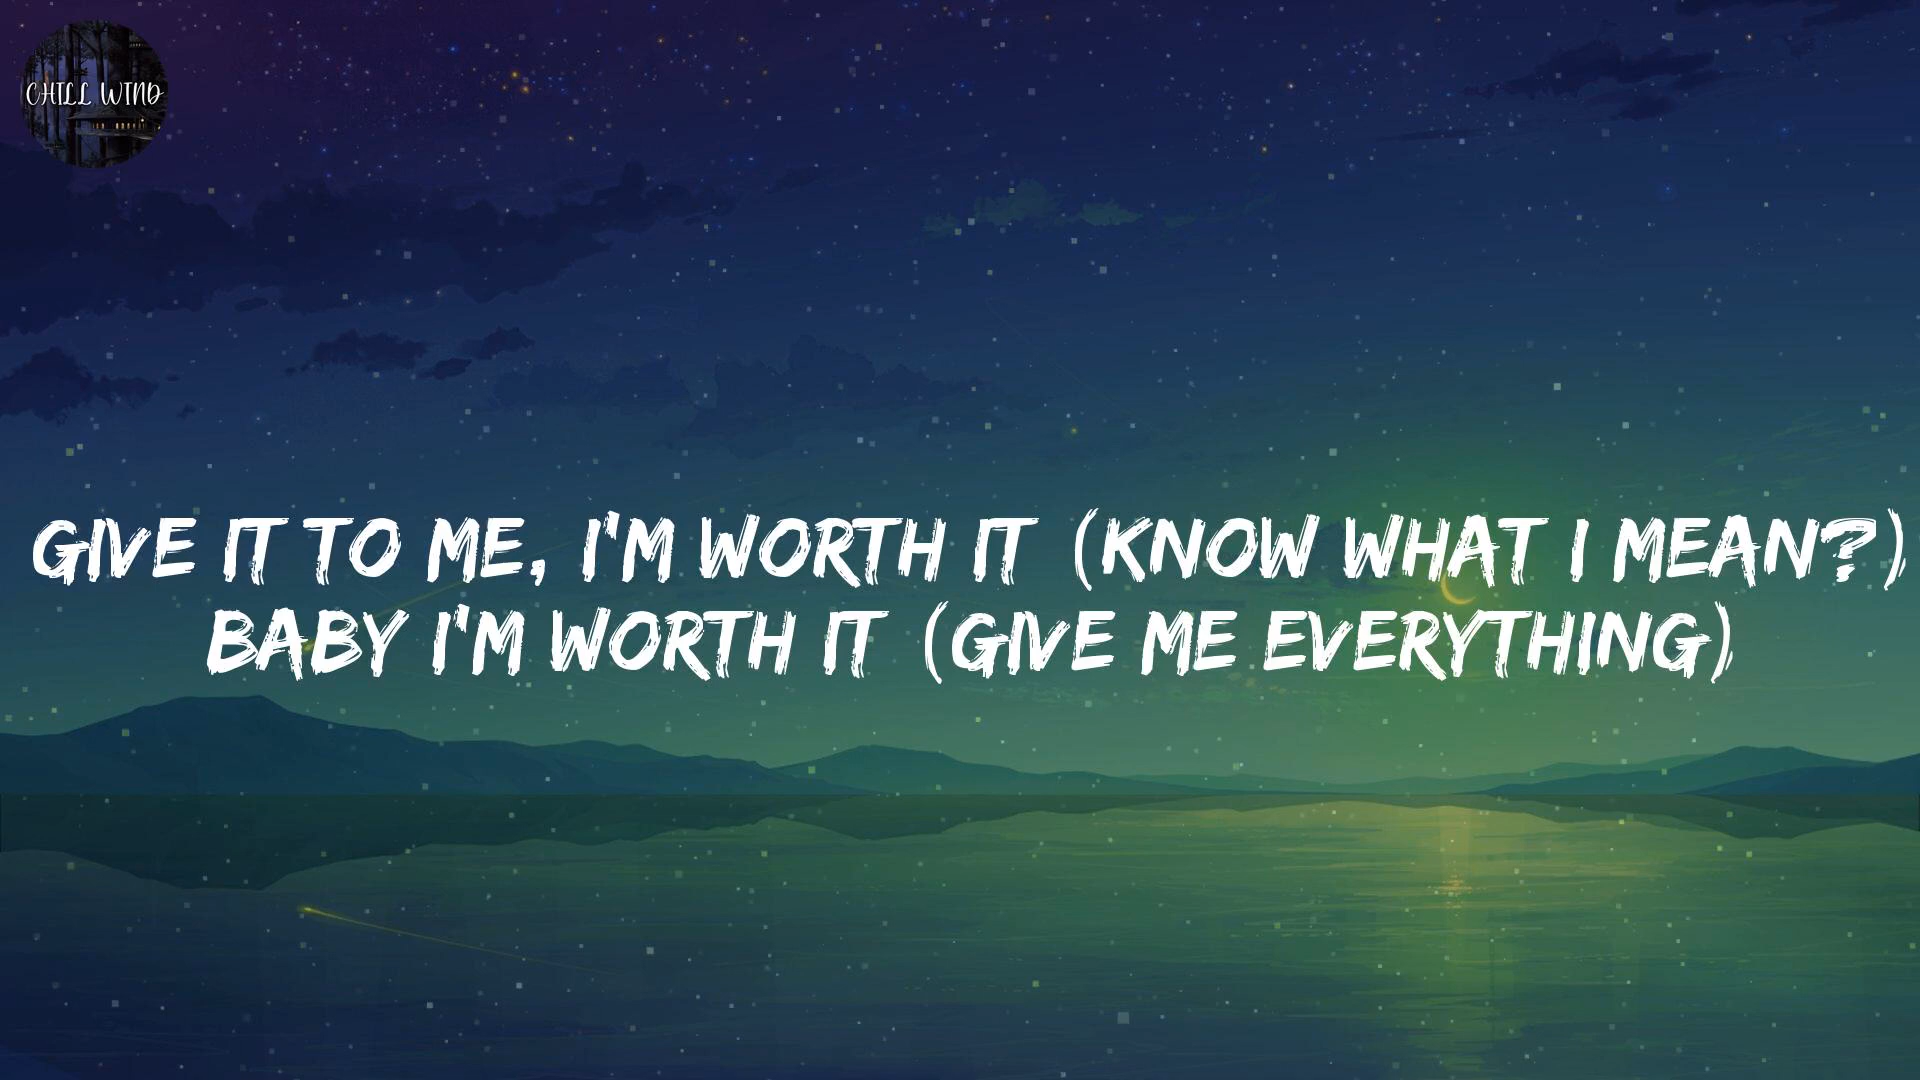 CHILL WIND
GIVE IT TO ME, I'M WORTH IT (KNOW WHAT I MEAN?)
BABY I'M WORTH IT (GIVE ME EVERYTHING)